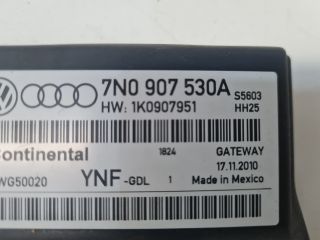 7N0 907 530A S5603
HW: 1K0907951 HH25
Continental 1824 GATEWAY
17.11.2010
WG50020 YNF-GDL 1 Made in Mexico